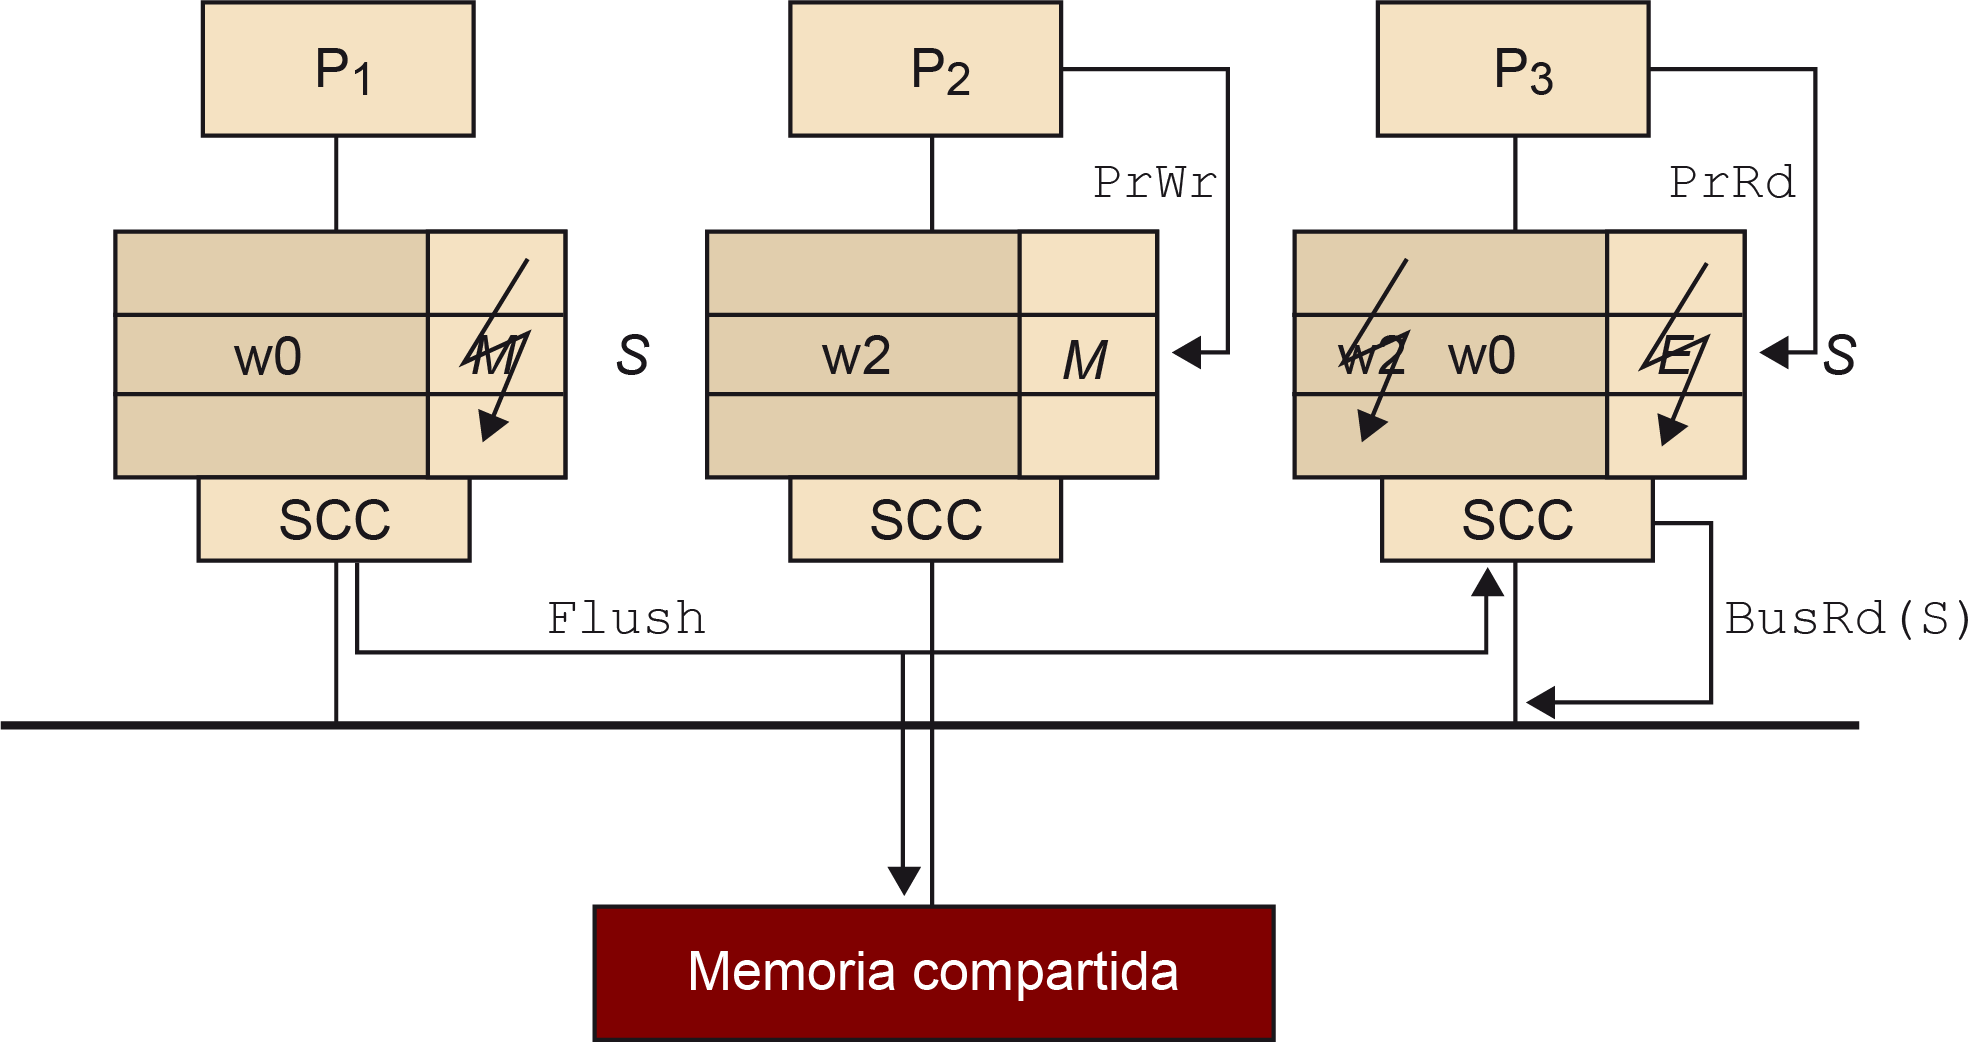 P1
P2
P3
PrWr
PrRd
w0
M
S
w2
M
w2
w0
E
S
SCC
SCC
SCC
Flush
BusRd(S)
Memoria compartida